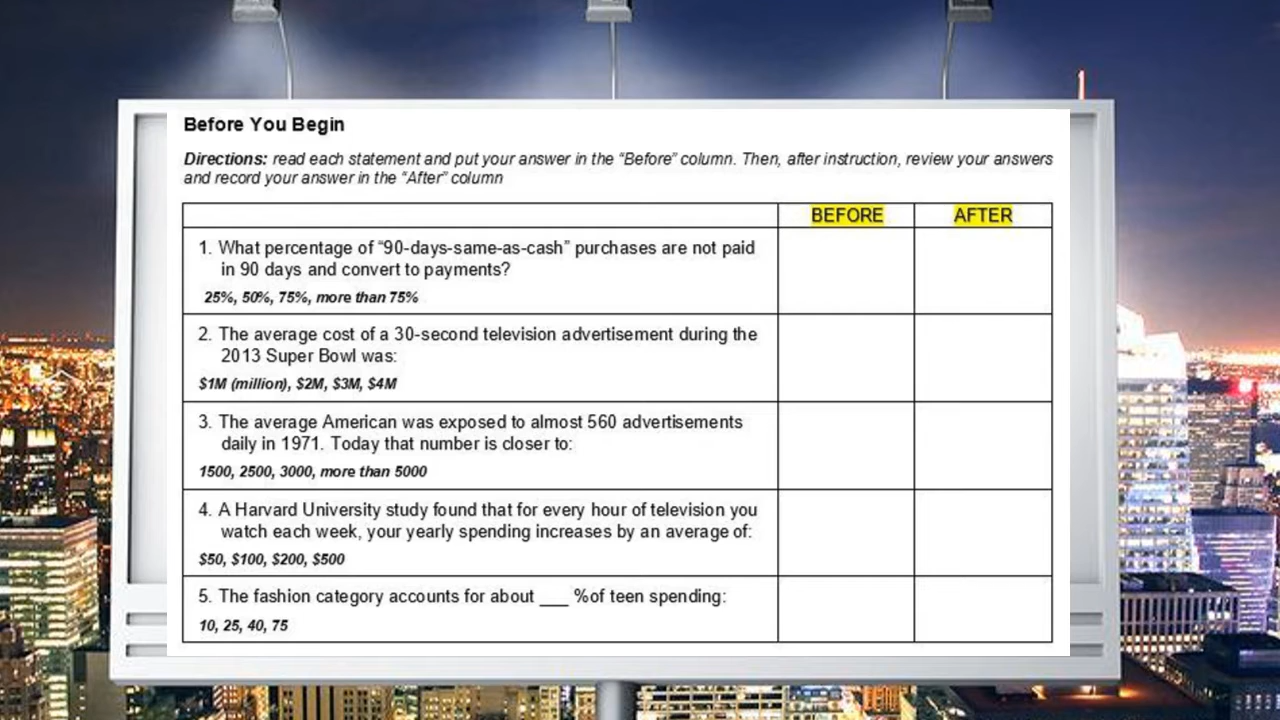 Before You Begin
Directions: read each statement and put your answer in the “Before” column. Then, after instruction, review your answers
and record your answer in the “After” column
BEFORE AFTER
1. What percentage of “90-days-same-as-cash” purchases are not paid
in 90 days and convert to payments?
25%, 50%, 75%, more than 75%
2. The average cost of a 30-second television advertisement during the
2013 Super Bowl was:
$1M (million), $2M, $3M, $4M
3. The average American was exposed to almost 560 advertisements
daily in 1971. Today that number is closer to:
1500, 2500, 3000, more than 5000
4. A Harvard University study found that for every hour of television you
watch each week, your yearly spending increases by an average of:
$50, $100, $200, $500
5. The fashion category accounts for about ___ %of teen spending:
10, 25, 40, 75